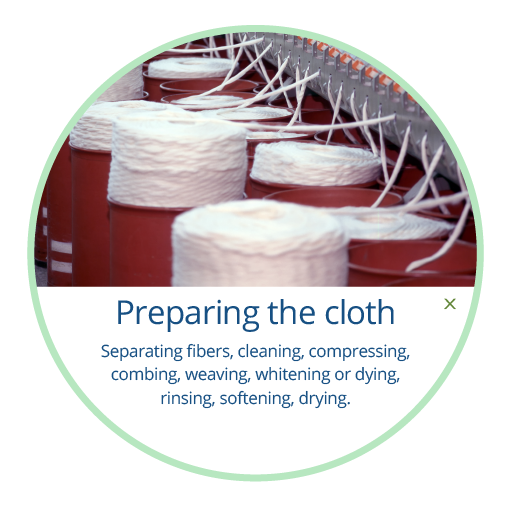 Preparing the cloth
Separating fibers, cleaning, compressing,
combing, weaving, whitening or dying,
rinsing, softening, drying.